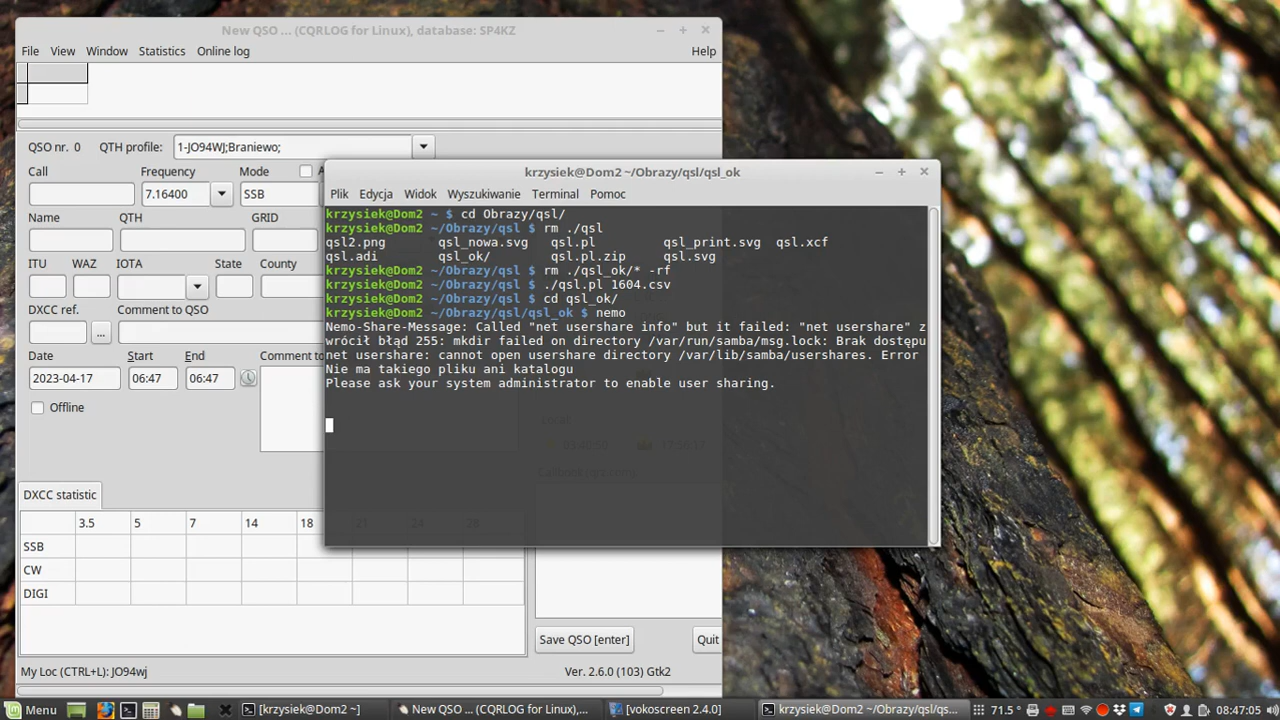 New QSO ... (CQRLOG for Linux), database: SP4KZ
File View Window Statistics Online log Help
QSO nr. 0 QTH profile: 1-JO94WJ;Braniewo;
Call Frequency Mode A
7.16400 SSB
Name QTH GRID
ITU WAZ IOTA State County
DXCC ref. Comment to QSO
...
Date Start End Comment to
2023-04-17 06:47 06:47
Offline
DXCC statistic
3.5 5 7 14 18 21 24 28
SSB
CW
DIGI
Save QSO [enter] Quit
My Loc (CTRL+L): JO94wj Ver. 2.6.0 (103) Gtk2
krzysiek@Dom2 ~/Obrazy/qsl/qsl_ok
Plik Edycja Widok Wyszukiwanie Terminal Pomoc
krzysiek@Dom2 ~ $ cd Obrazy/qsl/
krzysiek@Dom2 ~/Obrazy/qsl $ rm ./qsl
qsl2.png qsl_nowa.svg qsl.pl qsl_print.svg qsl.xcf
qsl.adi qsl_ok/ qsl.pl.zip qsl.svg
krzysiek@Dom2 ~/Obrazy/qsl $ rm ./qsl_ok/* -rf
krzysiek@Dom2 ~/Obrazy/qsl $ ./qsl.pl 1604.csv
krzysiek@Dom2 ~/Obrazy/qsl $ cd qsl_ok/
krzysiek@Dom2 ~/Obrazy/qsl/qsl_ok $ nemo
Nemo-Share-Message: Called "net usershare info" but it failed: "net usershare" z
wrócił błąd 255: mkdir failed on directory /var/run/samba/msg.lock: Brak dostępu
net usershare: cannot open usershare directory /var/lib/samba/usershares. Error
Nie ma takiego pliku ani katalogu
Please ask your system administrator to enable user sharing.
Menu [krzysiek@Dom2 ~] New QSO ... (CQRLOG for Linux),... [vokoscreen 2.4.0] krzysiek@Dom2 ~/Obrazy/qsl/qs... 71.5° 08:47:05